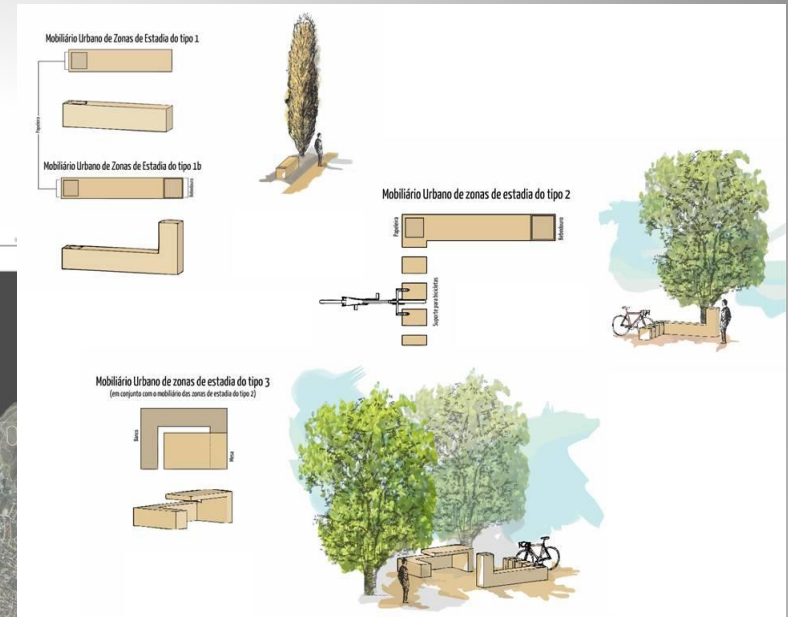 Mobiliário Urbano de Zonas de Estadia do tipo 1
Papeleira
Mobiliário Urbano de Zonas de Estadia do tipo 1b
Bebedouro
Mobiliário Urbano de zonas de estadia do tipo 2
Papeleira
Bebedouro
Suporte para bicicletas
Mobiliário Urbano de zonas de estadia do tipo 3
(em conjunto com o mobiliário das zonas de estadia do tipo 2)
Banco
Mesa